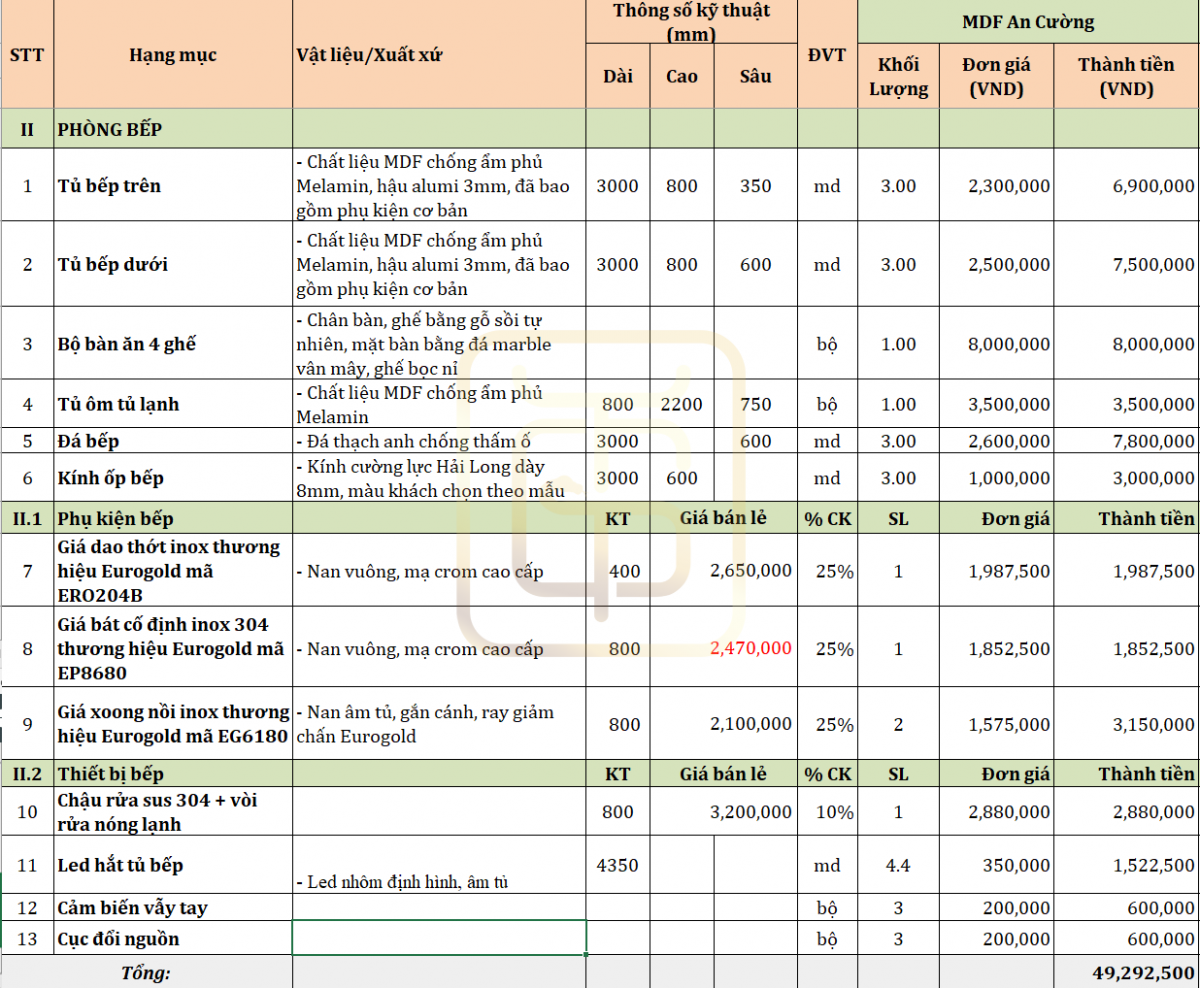 STT Hạng mục Vật liệu/Xuất xứ Thông số kỹ thuật (mm) ĐVT MDF An Cường
Dài Cao Sâu Khối Lượng Đơn giá (VND) Thành tiền (VND)
II PHÒNG BẾP
- Chất liệu MDF chống ẩm phủ
1 Tủ bếp trên Melamin, hậu alumi 3mm, đã bao 3000 800 350 md 3.00 2,300,000 6,900,000
gồm phụ kiện cơ bản
- Chất liệu MDF chống ẩm phủ
2 Tủ bếp dưới Melamin, hậu alumi 3mm, đã bao 3000 800 600 md 3.00 2,500,000 7,500,000
gồm phụ kiện cơ bản
- Chân bàn, ghế bằng gỗ sồi tự
3 Bộ bàn ăn 4 ghế nhiên, mặt bàn bằng đá marble bộ 1.00 8,000,000 8,000,000
vân mây, ghế bọc nỉ
- Chất liệu MDF chống ẩm phủ
4 Tủ ôm tủ lạnh Melamin 800 2200 750 bộ 1.00 3,500,000 3,500,000
5 Đá bếp - Đá thạch anh chống thấm ố 3000 600 md 3.00 2,600,000 7,800,000
- Kính cường lực Hải Long dày
6 Kính ốp bếp 8mm, màu khách chọn theo mẫu 3000 600 md 3.00 1,000,000 3,000,000
II.1 Phụ kiện bếp KT Giá bán lẻ % CK SL Đơn giá Thành tiền
Giá dao thớt inox thương
7 hiệu Eurogold mã - Nan vuông, mạ crom cao cấp 400 2,650,000 25% 1 1,987,500 1,987,500
ERO204B
Giá bát cố định inox 304
8 thương hiệu Eurogold mã - Nan vuông, mạ crom cao cấp 800 2,470,000 25% 1 1,852,500 1,852,500
EP8680
Giá xoong nồi inox thương - Nan âm tủ, gắn cánh, ray giảm
9 hiệu Eurogold mã EG6180 chấn Eurogold 800 2,100,000 25% 2 1,575,000 3,150,000
II.2 Thiết bị bếp KT Giá bán lẻ % CK SL Đơn giá Thành tiền
Chậu rửa sus 304 + vòi
10 rửa nóng lạnh 800 3,200,000 10% 1 2,880,000 2,880,000
11 Led hắt tủ bếp - Led nhôm định hình, âm tủ 4350 md 4.4 350,000 1,522,500
12 Cảm biến vẫy tay bộ 3 200,000 600,000
13 Cục đổi nguồn bộ 3 200,000 600,000
Tổng: 49,292,500